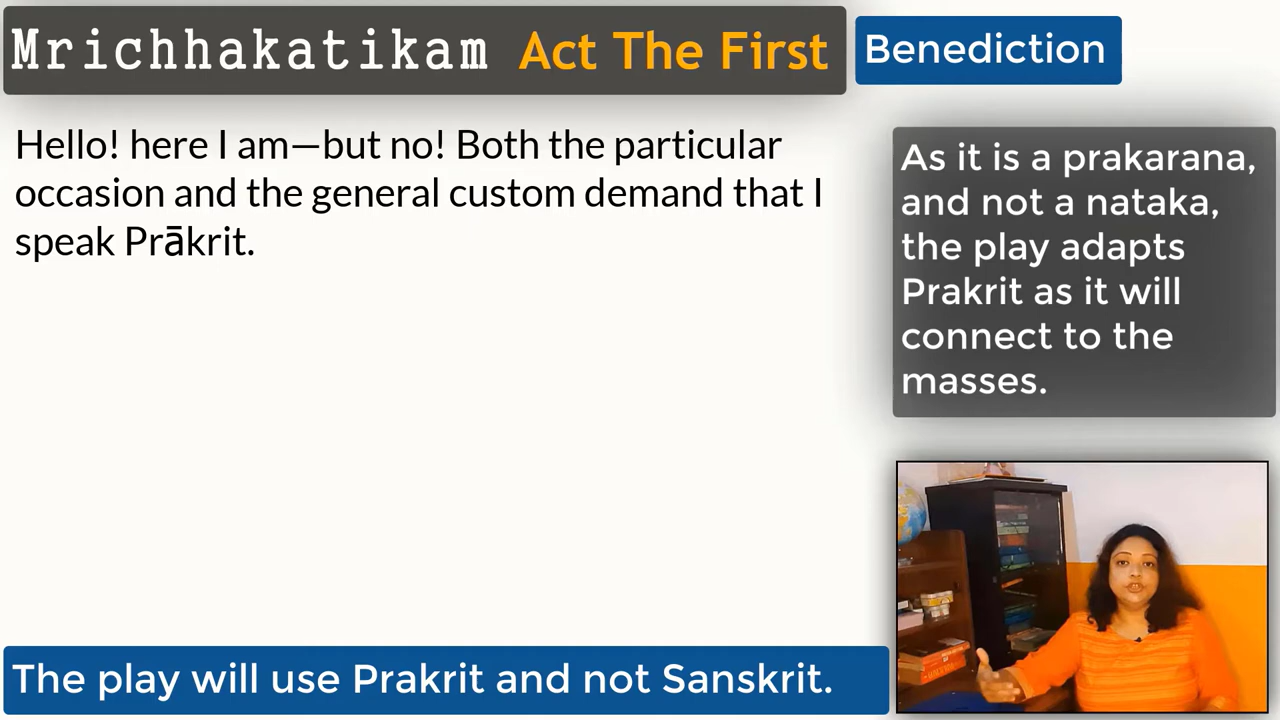 Mrichhakatikam Act The First
Benediction
Hello! here I am—but no! Both the particular
occasion and the general custom demand that I
speak Prākrit.
As it is a prakarana,
and not a nataka,
the play adapts
Prakrit as it will
connect to the
masses.
The play will use Prakrit and not Sanskrit.